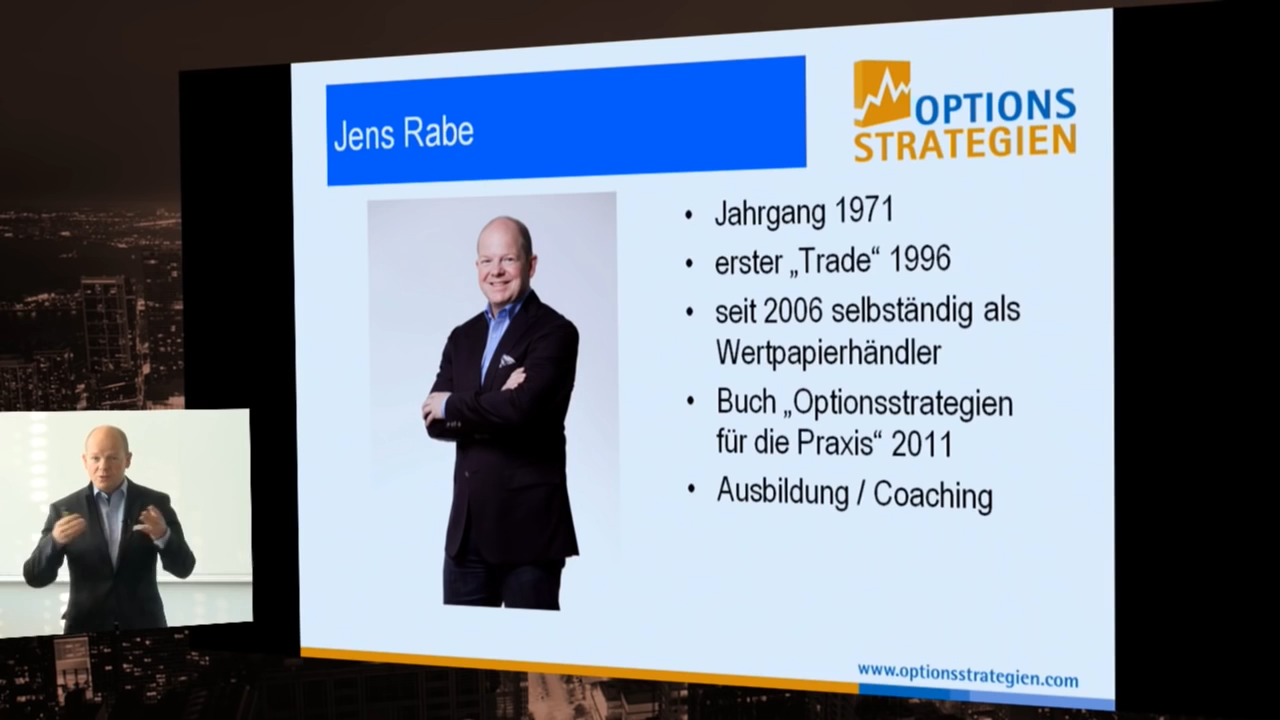 Jens Rabe
OPTIONS
STRATEGIEN
• Jahrgang 1971
• erster „Trade“ 1996
• seit 2006 selbständig als
Wertpapierhändler
• Buch „Optionsstrategien
für die Praxis“ 2011
• Ausbildung / Coaching
www.optionsstrategien.com